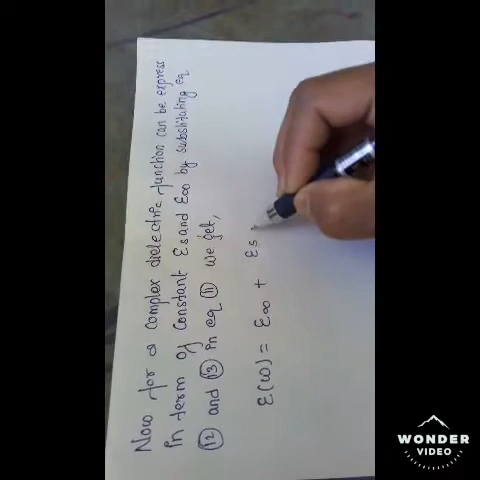 Now for a complex dielectric function can be express
in term of constant εs and ε∞ by substituting eq
⑫ and ⑬ in eq ⑪ we get,
ε(ω) = ε∞ + εs
WONDER
VIDEO